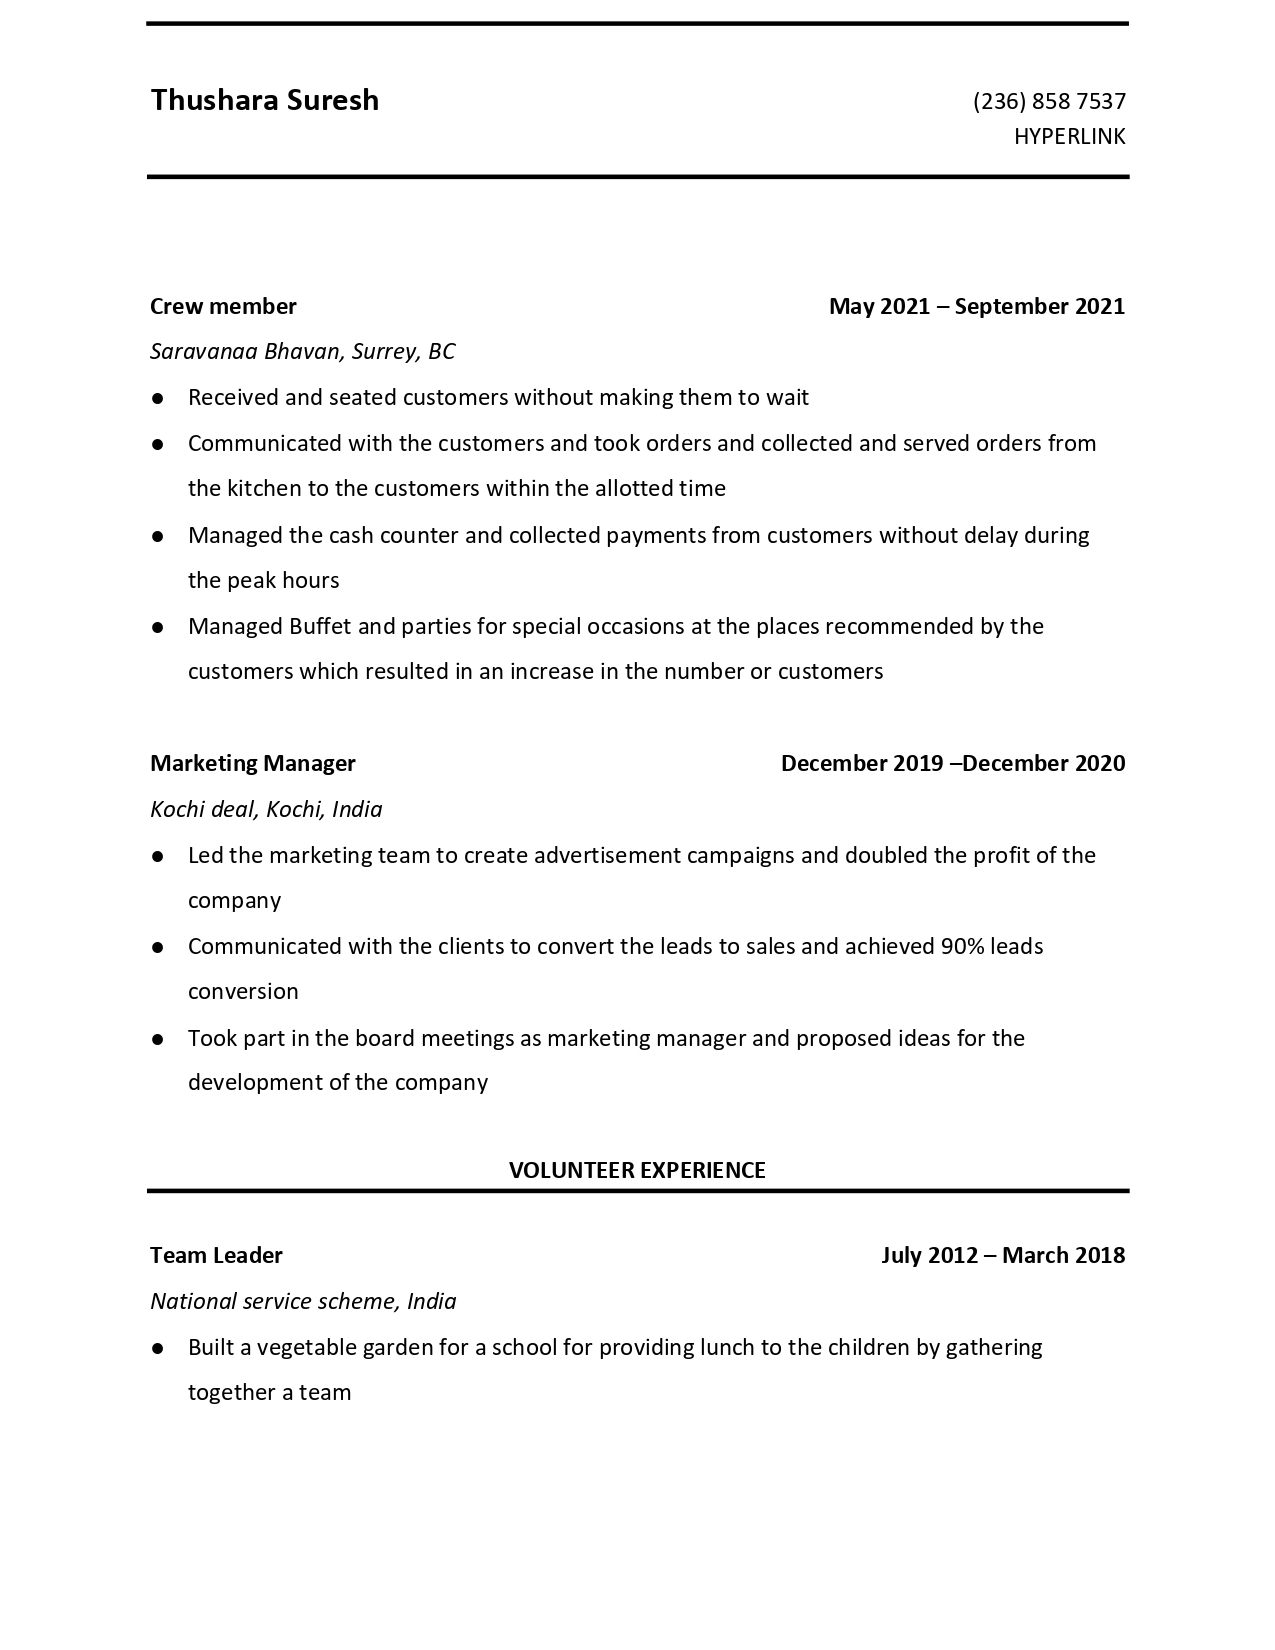 Thushara Suresh (236) 858 7537
HYPERLINK
Crew member May 2021 – September 2021
Saravanaa Bhavan, Surrey, BC
● Received and seated customers without making them to wait
● Communicated with the customers and took orders and collected and served orders from
the kitchen to the customers within the allotted time
● Managed the cash counter and collected payments from customers without delay during
the peak hours
● Managed Buffet and parties for special occasions at the places recommended by the
customers which resulted in an increase in the number or customers
Marketing Manager December 2019 –December 2020
Kochi deal, Kochi, India
● Led the marketing team to create advertisement campaigns and doubled the profit of the
company
● Communicated with the clients to convert the leads to sales and achieved 90% leads
conversion
● Took part in the board meetings as marketing manager and proposed ideas for the
development of the company
VOLUNTEER EXPERIENCE
Team Leader July 2012 – March 2018
National service scheme, India
● Built a vegetable garden for a school for providing lunch to the children by gathering
together a team